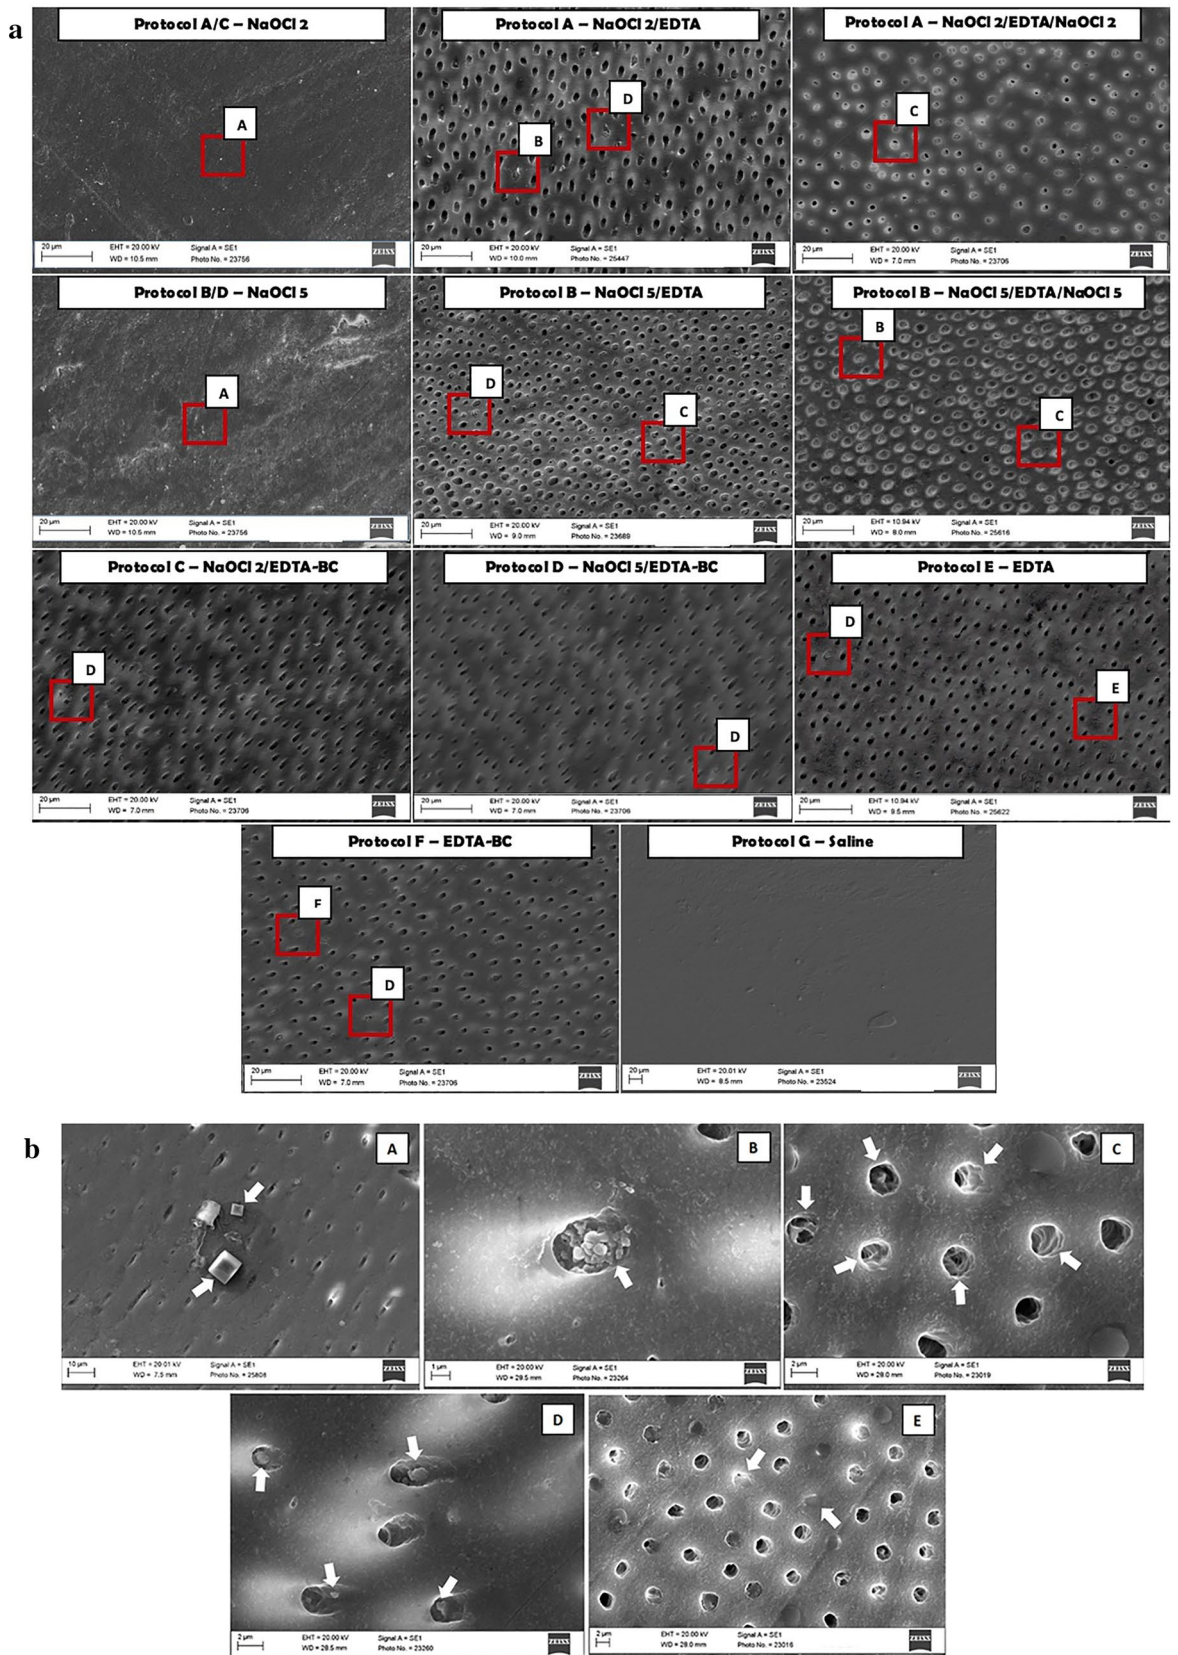 a
Protocol A/C – NaOCl 2
A
20 µm
EHT = 20.00 kV
Signal A = SE1
WD = 10.5 mm
Photo No. = 23756
ZEISS
Protocol A – NaOCl 2/EDTA
D
B
20 µm
EHT = 20.00 kV
Signal A = SE1
WD = 10.0 mm
Photo No. = 25447
ZEISS
Protocol A – NaOCl 2/EDTA/NaOCl 2
C
20 µm
EHT = 20.00 kV
Signal A = SE1
WD = 7.0 mm
Photo No. = 23706
ZEISS
Protocol B/D – NaOCl 5
A
20 µm
EHT = 20.00 kV
Signal A = SE1
WD = 10.5 mm
Photo No. = 23756
ZEISS
Protocol B – NaOCl 5/EDTA
D
C
20 µm
EHT = 20.00 kV
Signal A = SE1
WD = 9.0 mm
Photo No. = 23689
ZEISS
Protocol B – NaOCl 5/EDTA/NaOCl 5
B
C
20 µm
EHT = 10.94 kV
Signal A = SE1
WD = 8.0 mm
Photo No. = 25616
ZEISS
Protocol C – NaOCl 2/EDTA-BC
D
20 µm
EHT = 20.00 kV
Signal A = SE1
WD = 7.0 mm
Photo No. = 23706
ZEISS
Protocol D – NaOCl 5/EDTA-BC
D
20 µm
EHT = 20.00 kV
Signal A = SE1
WD = 7.0 mm
Photo No. = 23706
ZEISS
Protocol E – EDTA
D
E
20 µm
EHT = 10.94 kV
Signal A = SE1
WD = 9.5 mm
Photo No. = 25622
ZEISS
Protocol F – EDTA-BC
F
D
20 µm
EHT = 20.00 kV
Signal A = SE1
WD = 7.0 mm
Photo No. = 23706
ZEISS
Protocol G – Saline
20 µm
EHT = 20.01 kV
Signal A = SE1
WD = 8.5 mm
Photo No. = 23524
ZEISS
b
A
10 µm
EHT = 20.01 kV
Signal A = SE1
WD = 7.5 mm
Photo No. = 25808
ZEISS
B
1 µm
EHT = 20.00 kV
Signal A = SE1
WD = 28.5 mm
Photo No. = 23264
ZEISS
C
2 µm
EHT = 20.00 kV
Signal A = SE1
WD = 28.0 mm
Photo No. = 23019
ZEISS
D
2 µm
EHT = 20.00 kV
Signal A = SE1
WD = 28.5 mm
Photo No. = 23260
ZEISS
E
2 µm
EHT = 20.00 kV
Signal A = SE1
WD = 28.0 mm
Photo No. = 23016
ZEISS